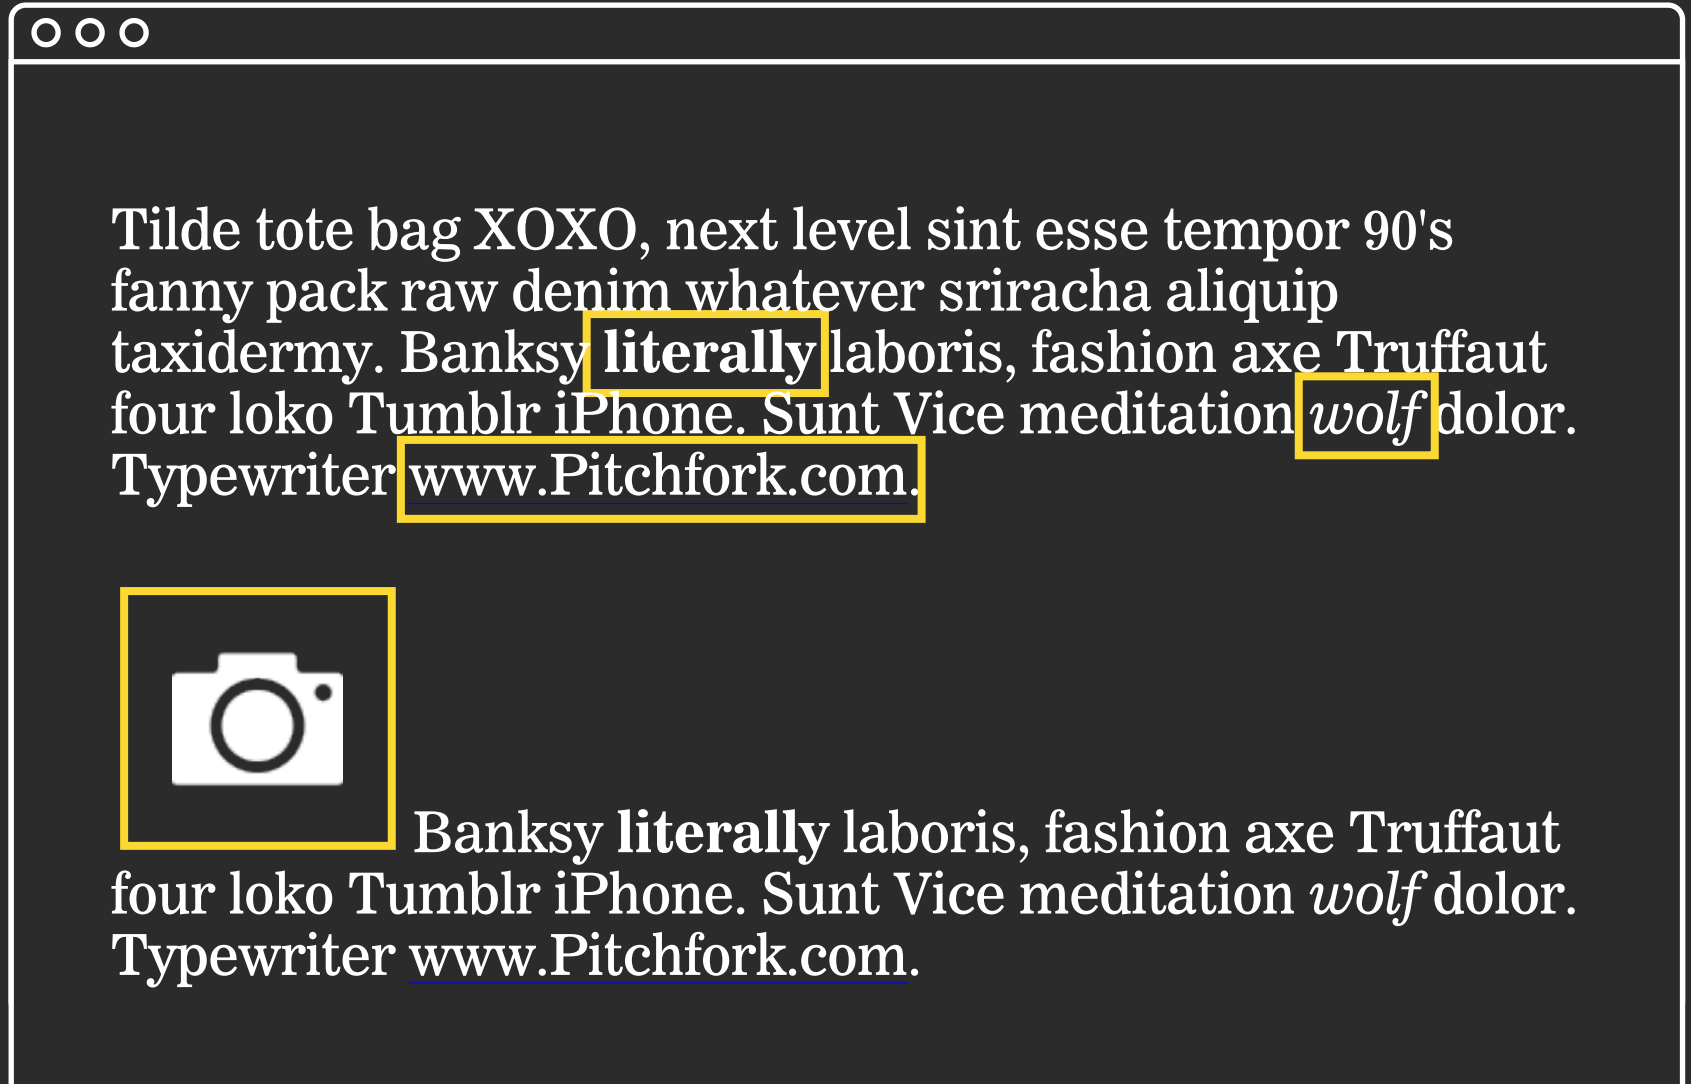 Tilde tote bag XOXO, next level sint esse tempor 90's
fanny pack raw denim whatever sriracha aliquip
taxidermy. Banksy literally laboris, fashion axe Truffaut
four loko Tumblr iPhone. Sunt Vice meditation wolf dolor.
Typewriter www.Pitchfork.com.
Banksy literally laboris, fashion axe Truffaut
four loko Tumblr iPhone. Sunt Vice meditation wolf dolor.
Typewriter www.Pitchfork.com.